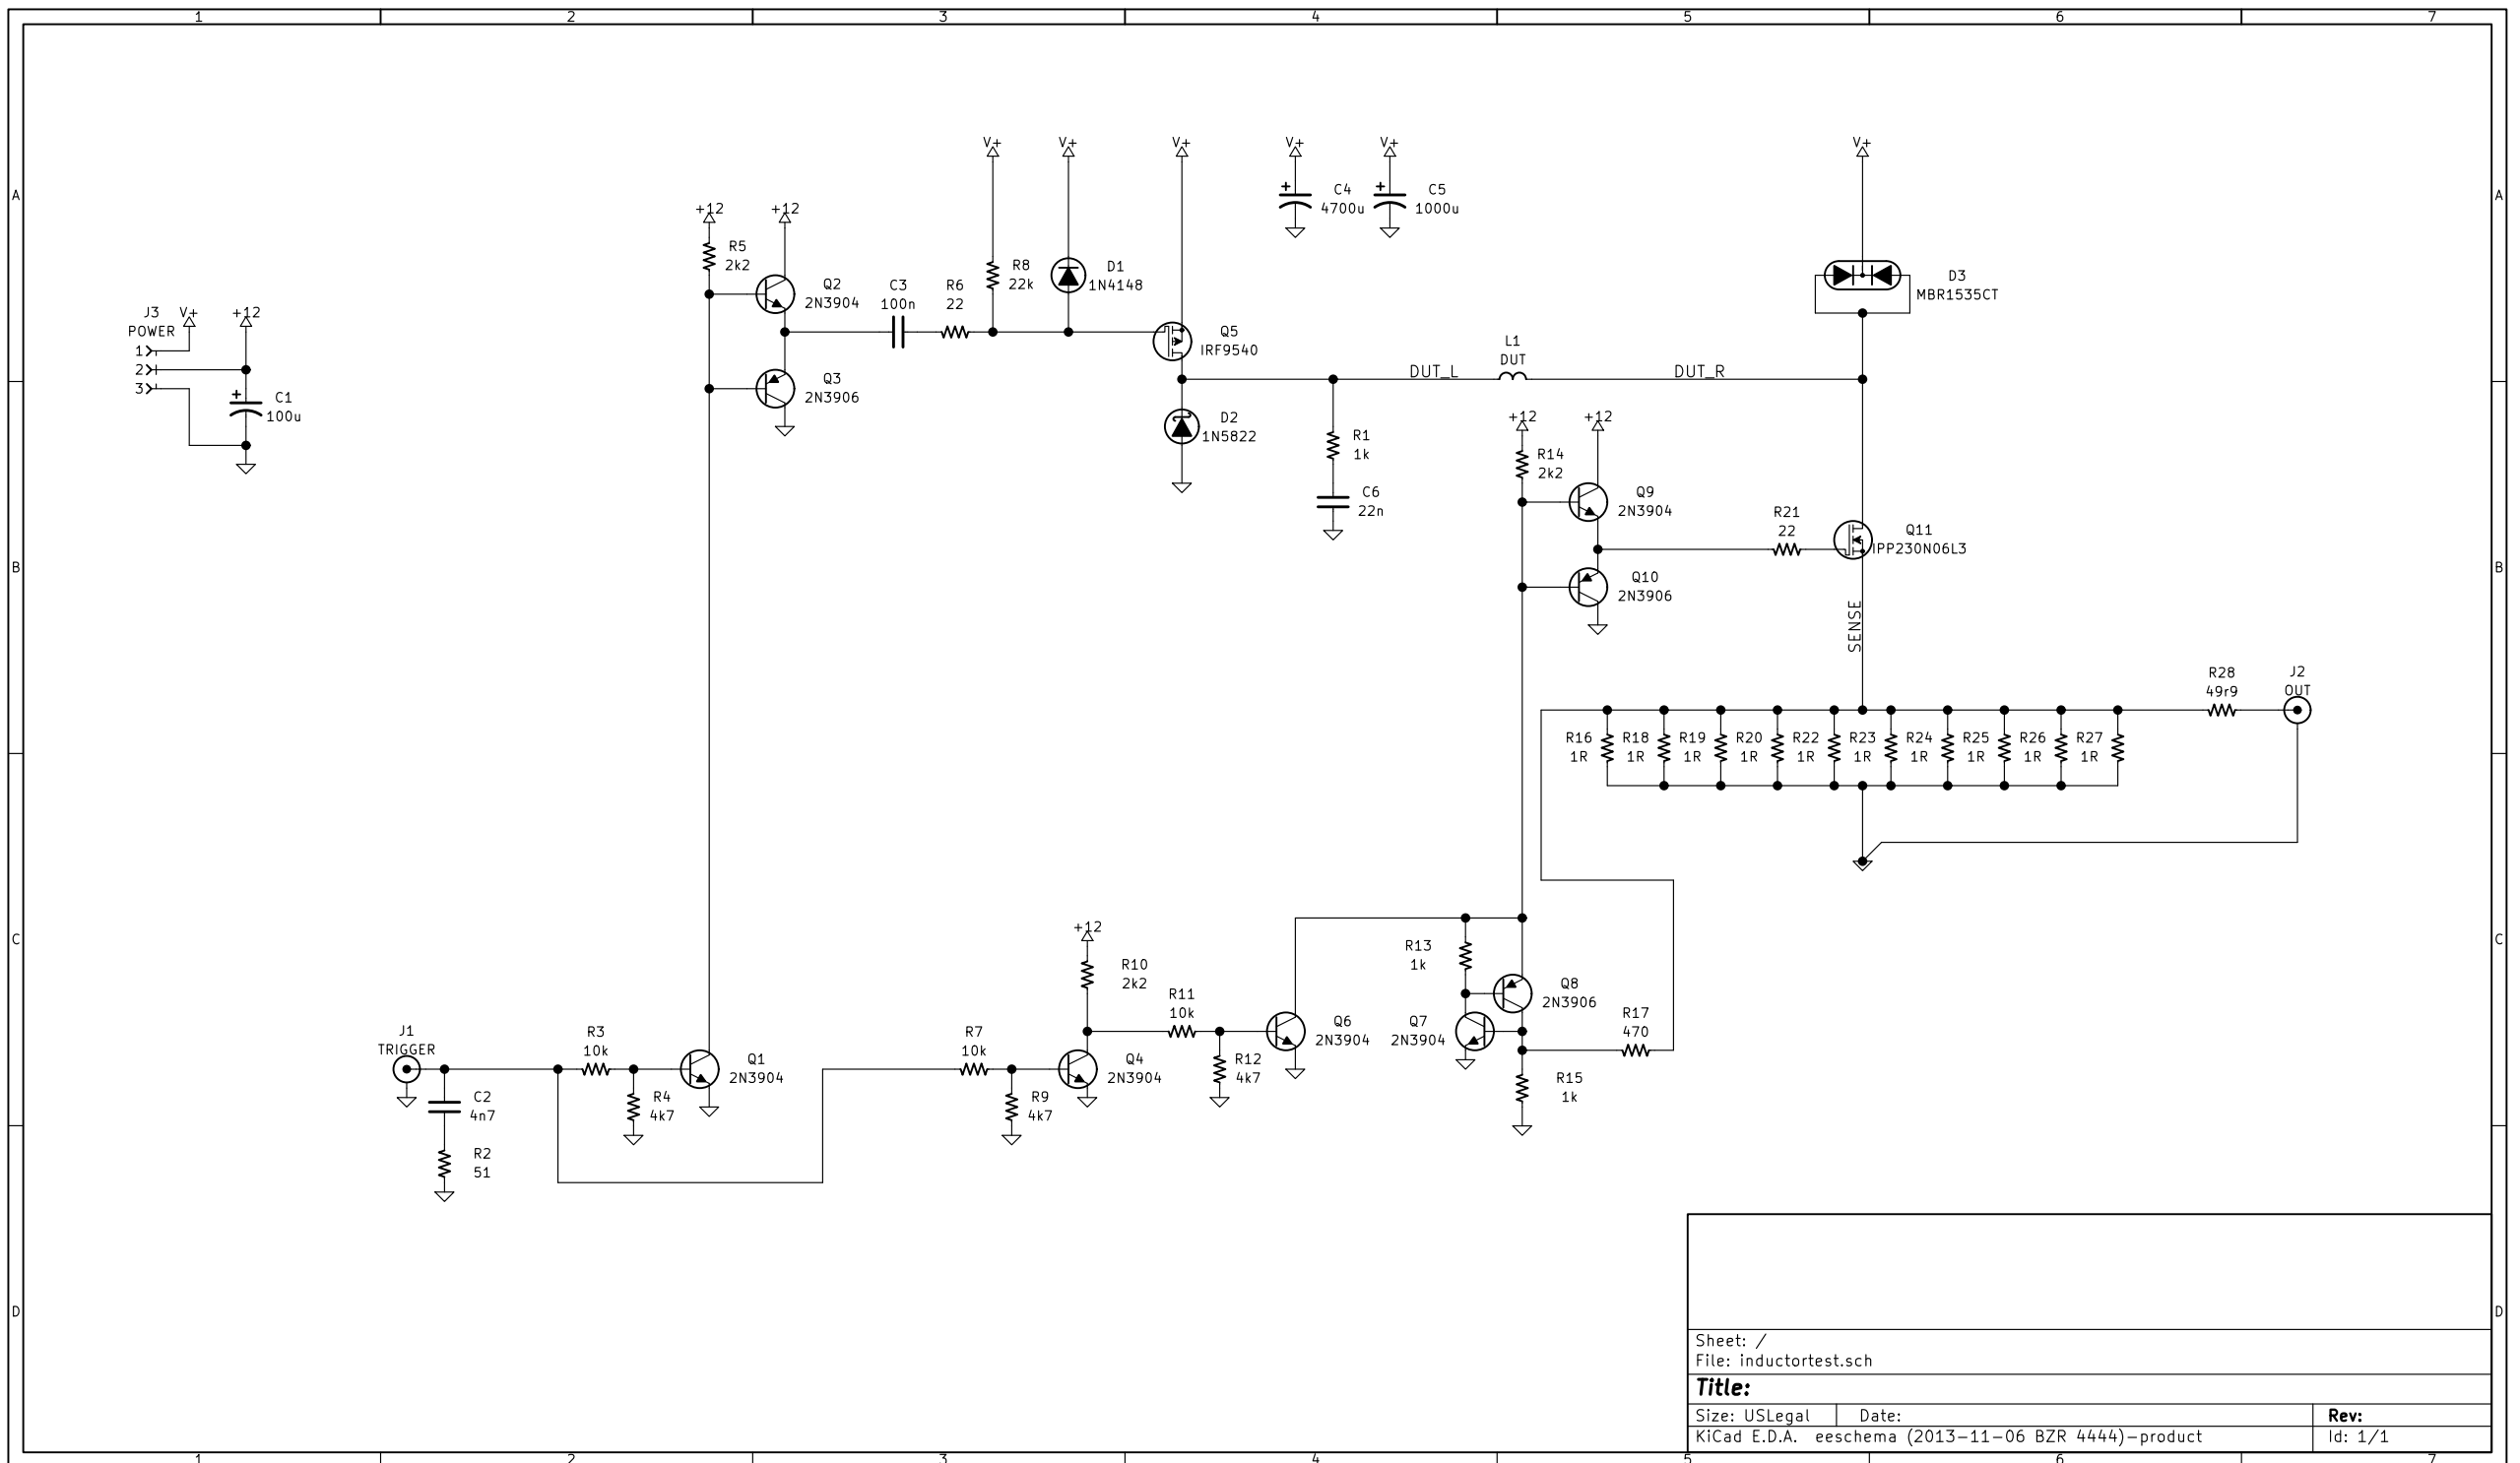 1 2 3 4 5 6 7
A A
B B
C C
D D
J3
POWER
V+
+12
1
2
3
C1
100u
+12
+12
R5
2k2
Q2
2N3904
Q3
2N3906
C3
100n
R6
22
V+
R8
22k
V+
D1
1N4148
V+
Q5
IRF9540
D2
1N5822
V+
C4
4700u
V+
C5
1000u
R1
1k
C6
22n
DUT_L
L1
DUT
DUT_R
V+
D3
MBR1535CT
+12
+12
R14
2k2
Q9
2N3904
Q10
2N3906
R21
22
Q11
IPP230N06L3
SENSE
R28
49r9
J2
OUT
R16 R18 R19 R20 R22 R23 R24 R25 R26 R27
1R 1R 1R 1R 1R 1R 1R 1R 1R 1R
J1
TRIGGER
C2
4n7
R2
51
R3
10k
R4
4k7
Q1
2N3904
R7
10k
R9
4k7
+12
R10
2k2
Q4
2N3904
R11
10k
R12
4k7
Q6
2N3904
R13
1k
Q7
2N3904
Q8
2N3906
R17
470
R15
1k
Sheet: /
File: inductortest.sch
Title:
Size: USLegal Date: Rev:
KiCad E.D.A. eeschema (2013-11-06 BZR 4444)-product Id: 1/1
1 2 3 4 5 6 7